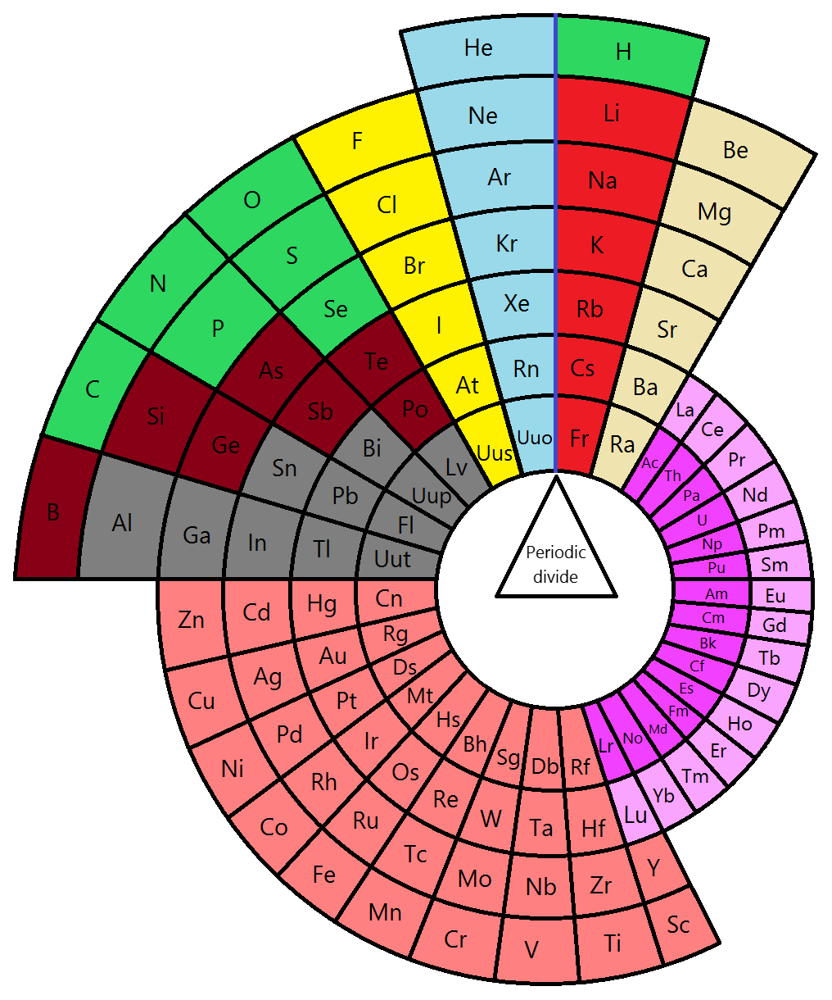 He
H
Ne
Li
Be
F
Ar
Na
Mg
O
Cl
Kr
K
Ca
N
S
Br
Xe
Rb
Sr
C
P
Se
I
Rn
Cs
Ba
Si
As
Te
At
Uuo
Fr
Ra
La
Ce
Pr
Nd
Pm
Sm
B
Ge
Sb
Po
Uus
Ac
Th
Pa
U
Np
Pu
Al
Ga
Sn
Bi
Lv
In
Pb
Uup
Tl
Fl
Uut
Periodic
divide
Zn
Cd
Hg
Cn
Am
Eu
Cm
Gd
Bk
Tb
Cf
Dy
Es
Ho
Fm
Er
Md
Tm
No
Yb
Lr
Lu
Cu
Ag
Au
Rg
Ni
Pd
Pt
Ds
Co
Rh
Ir
Mt
Fe
Ru
Os
Hs
Mn
Tc
Re
Bh
Cr
Mo
W
Sg
V
Nb
Ta
Db
Ti
Zr
Hf
Rf
Sc
Y